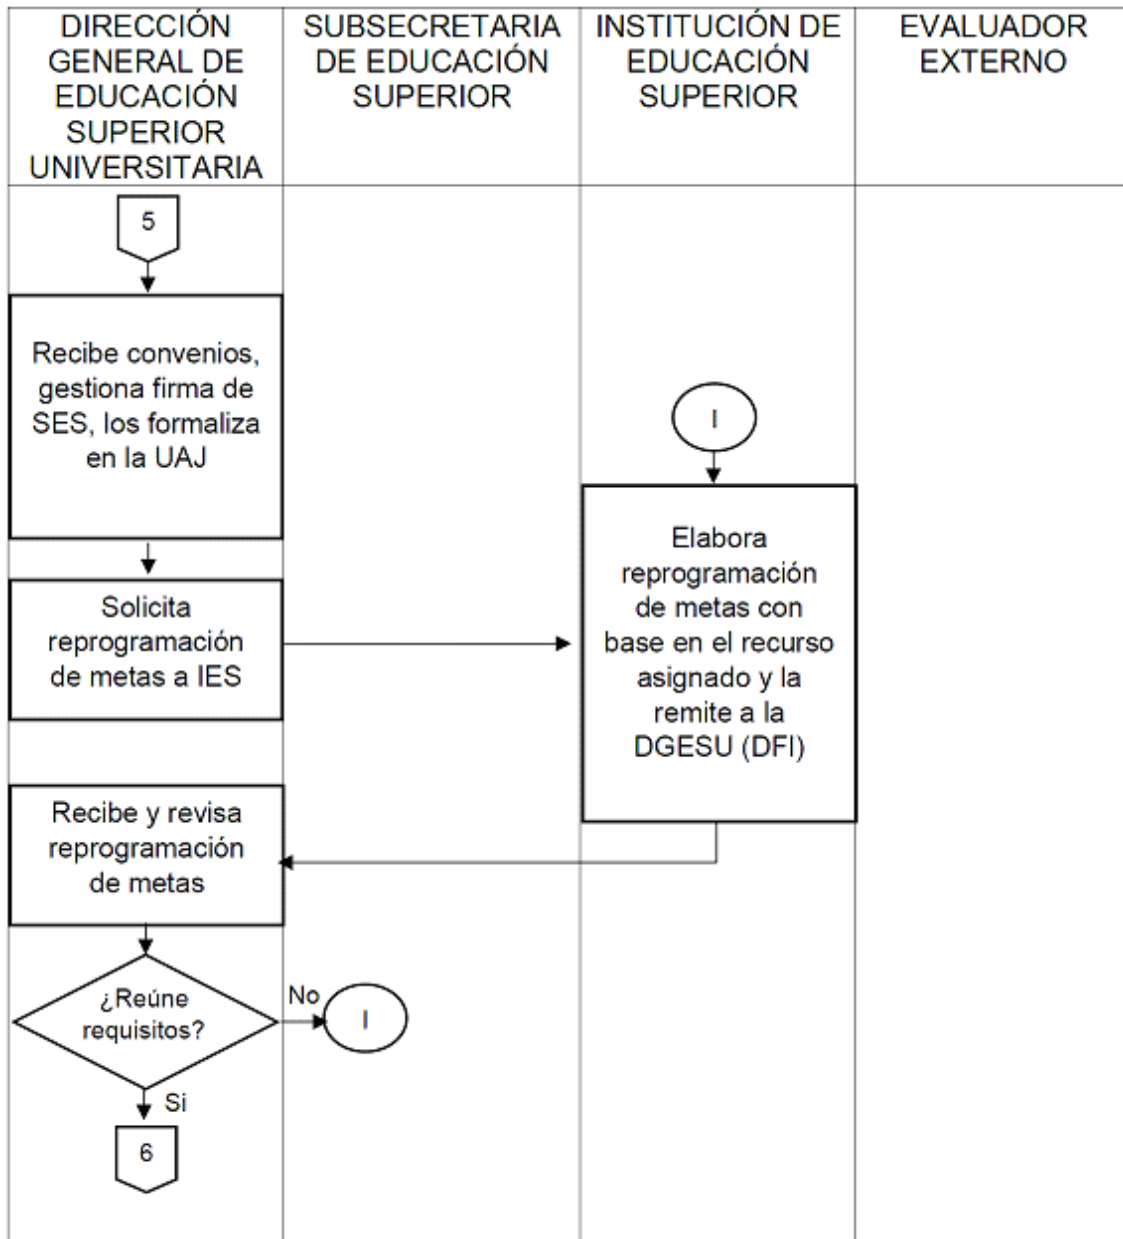 DIRECCIÓN
GENERAL DE
EDUCACIÓN
SUPERIOR
UNIVERSITARIA
SUBSECRETARIA
DE EDUCACIÓN
SUPERIOR
INSTITUCIÓN DE
EDUCACIÓN
SUPERIOR
EVALUADOR
EXTERNO
5
Recibe convenios,
gestiona firma de
SES, los formaliza
en la UAJ
I
Elabora
reprogramación
de metas con
base en el recurso
asignado y la
remite a la
DGESU (DFI)
Solicita
reprogramación
de metas a IES
Recibe y revisa
reprogramación
de metas
¿Reúne
requisitos?
No
I
Si
6